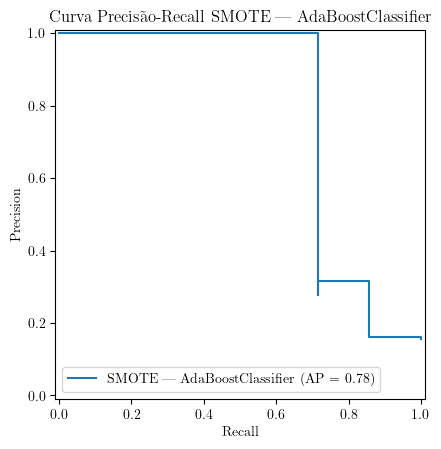 Curva Precisão-Recall SMOTE — AdaBoostClassifier
1.0
0.8
0.6
0.4
0.2
0.0
Precision
SMOTE — AdaBoostClassifier (AP = 0.78)
0.0 0.2 0.4 0.6 0.8 1.0
Recall